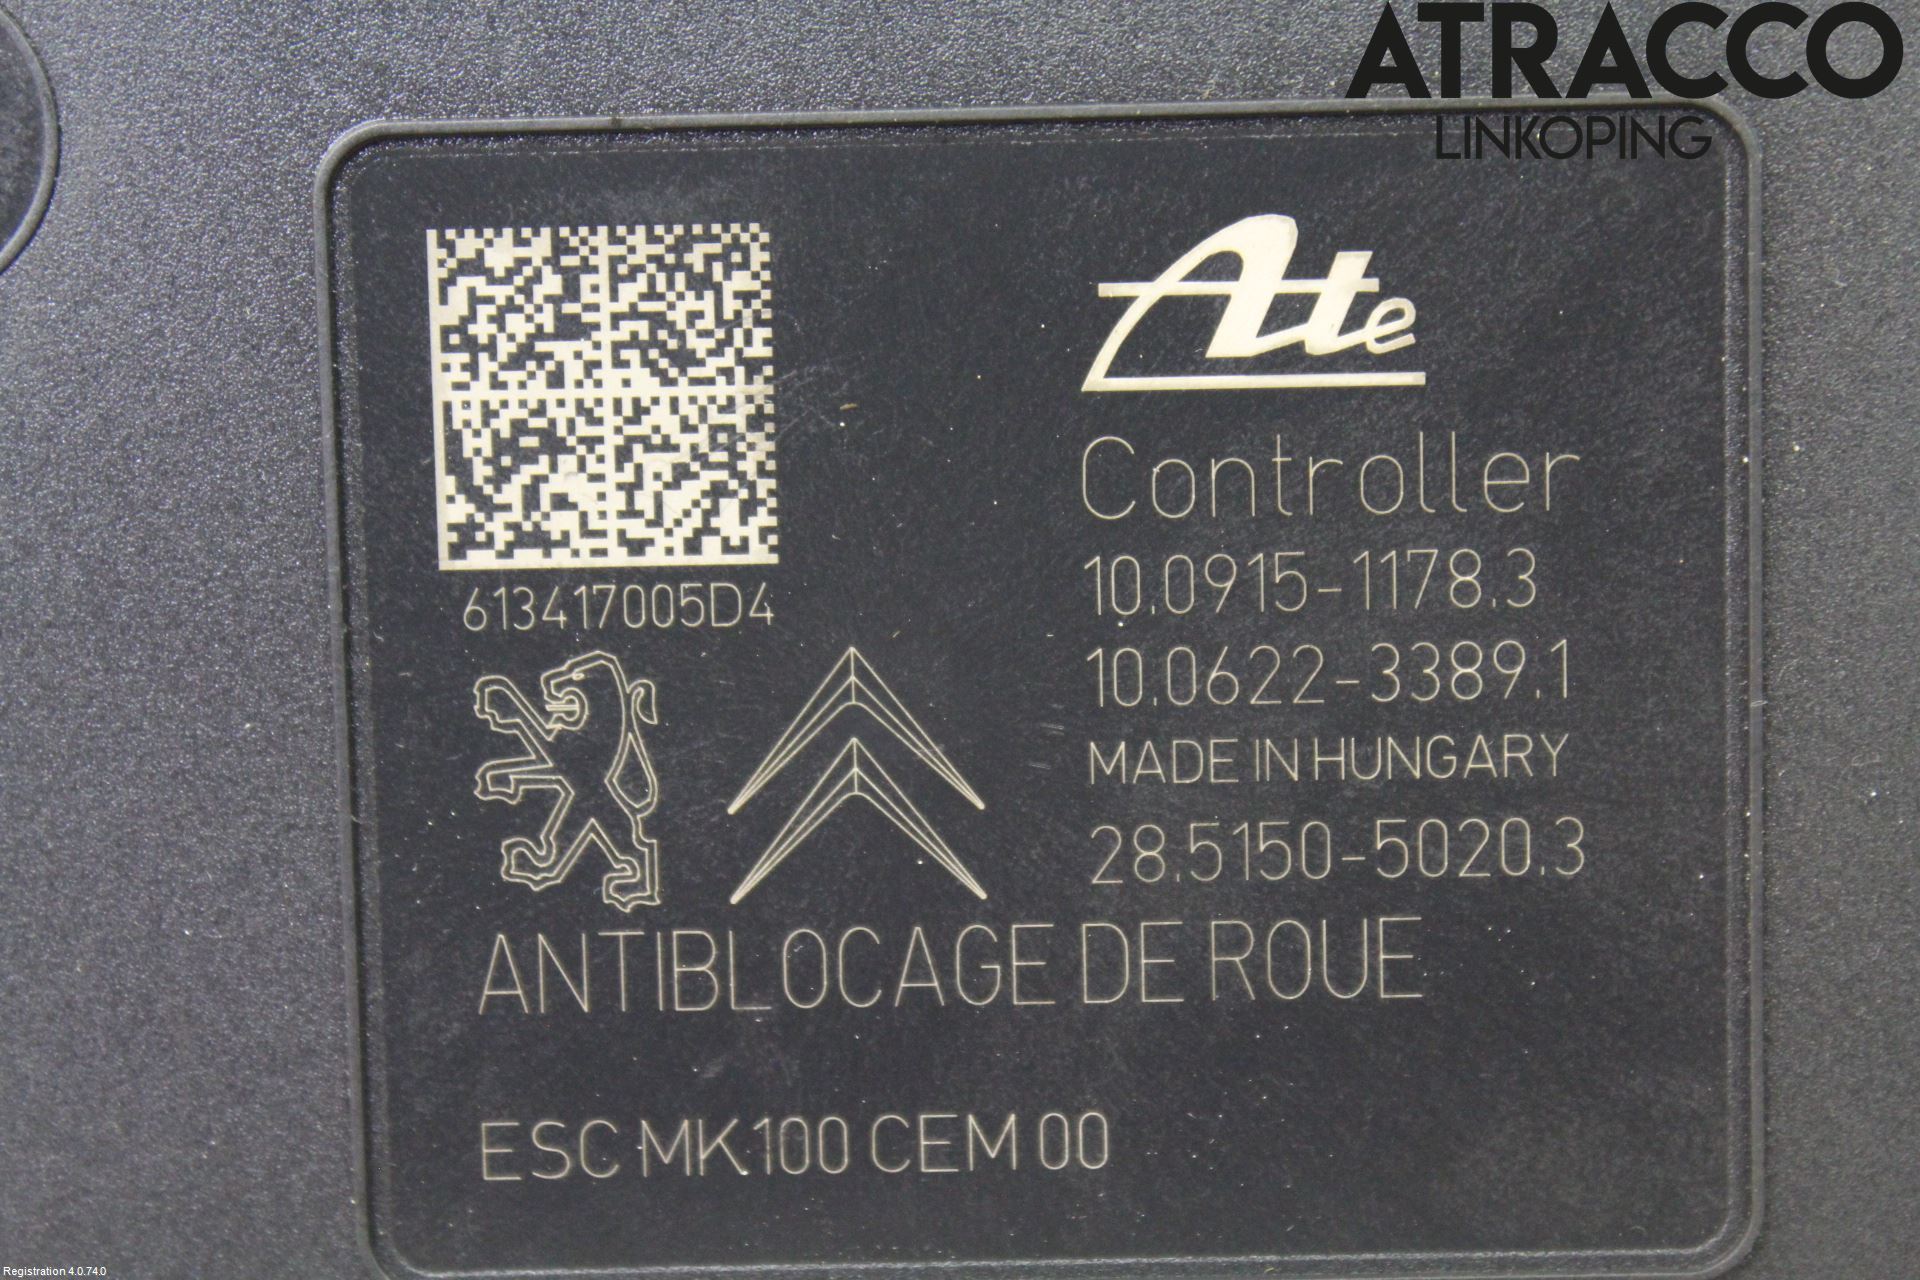 ATRACCO
LINKOPING
Ate
613417005D4
Controller
10.0915-1178.3
10.0622-3389.1
MADE IN HUNGARY
28.5150-5020.3
ANTIBLOCAGE DE ROUE
ESC MK100 CEM 00
Registration 4.0.74.0